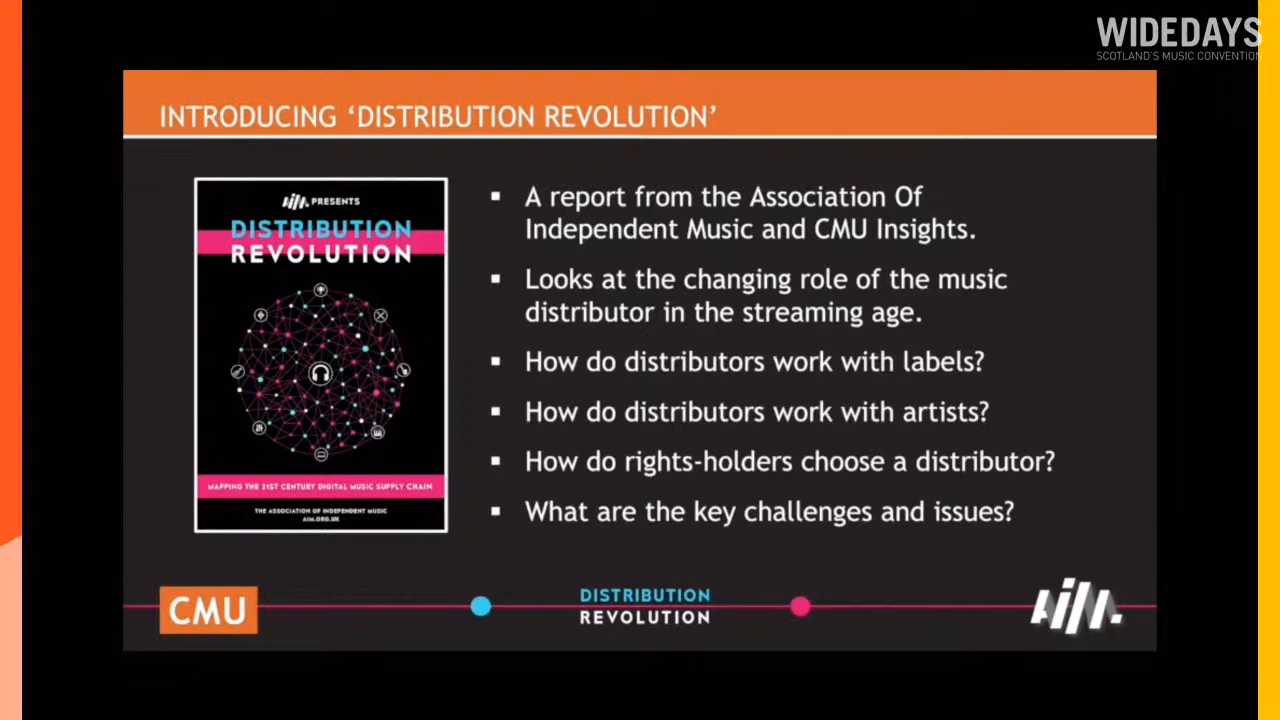 WIDEDAYS
SCOTLAND'S MUSIC CONVENTION
INTRODUCING ‘DISTRIBUTION REVOLUTION’
AIM PRESENTS
DISTRIBUTION
REVOLUTION
MAPPING THE 21ST CENTURY DIGITAL MUSIC SUPPLY CHAIN
THE ASSOCIATION OF INDEPENDENT MUSIC
AIM.ORG.UK
▪ A report from the Association Of
Independent Music and CMU Insights.
▪ Looks at the changing role of the music
distributor in the streaming age.
▪ How do distributors work with labels?
▪ How do distributors work with artists?
▪ How do rights-holders choose a distributor?
▪ What are the key challenges and issues?
CMU
DISTRIBUTION
REVOLUTION
AIM.